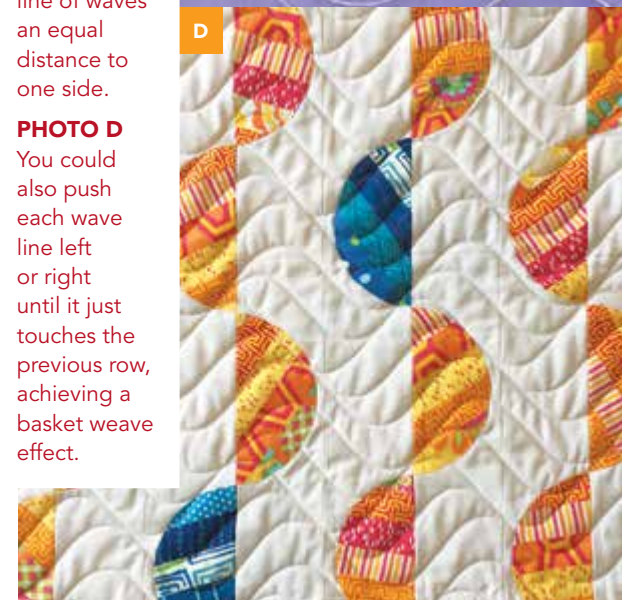 line of waves
an equal
distance to
one side.
PHOTO D
You could
also push
each wave
line left
or right
until it just
touches the
previous row,
achieving a
basket weave
effect.
D